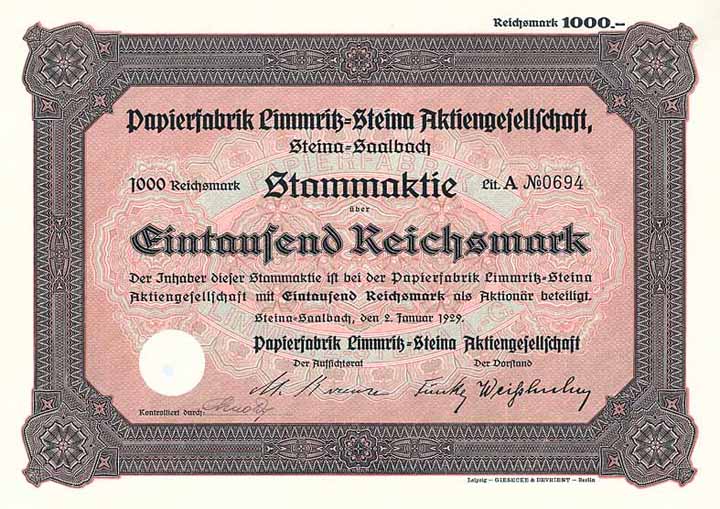 Reichsmark 1000.-
Papierfabrik Limmritz-Steina Aktiengesellschaft,
Steina-Saalbach
1000 Reichsmark Stammaktie Lit. A №0694
über
Eintausend Reichsmark
Der Inhaber dieser Stammaktie ist bei der Papierfabrik Limmritz-Steina
Aktiengesellschaft mit Eintausend Reichsmark als Aktionär beteiligt.
Steina-Saalbach, den 2. Januar 1929.
Papierfabrik Limmritz-Steina Aktiengesellschaft
Der Aufsichtsrat Der Vorstand
Kontrolliert durch:
Leipzig — GIESECKE & DEVRIENT — Berlin